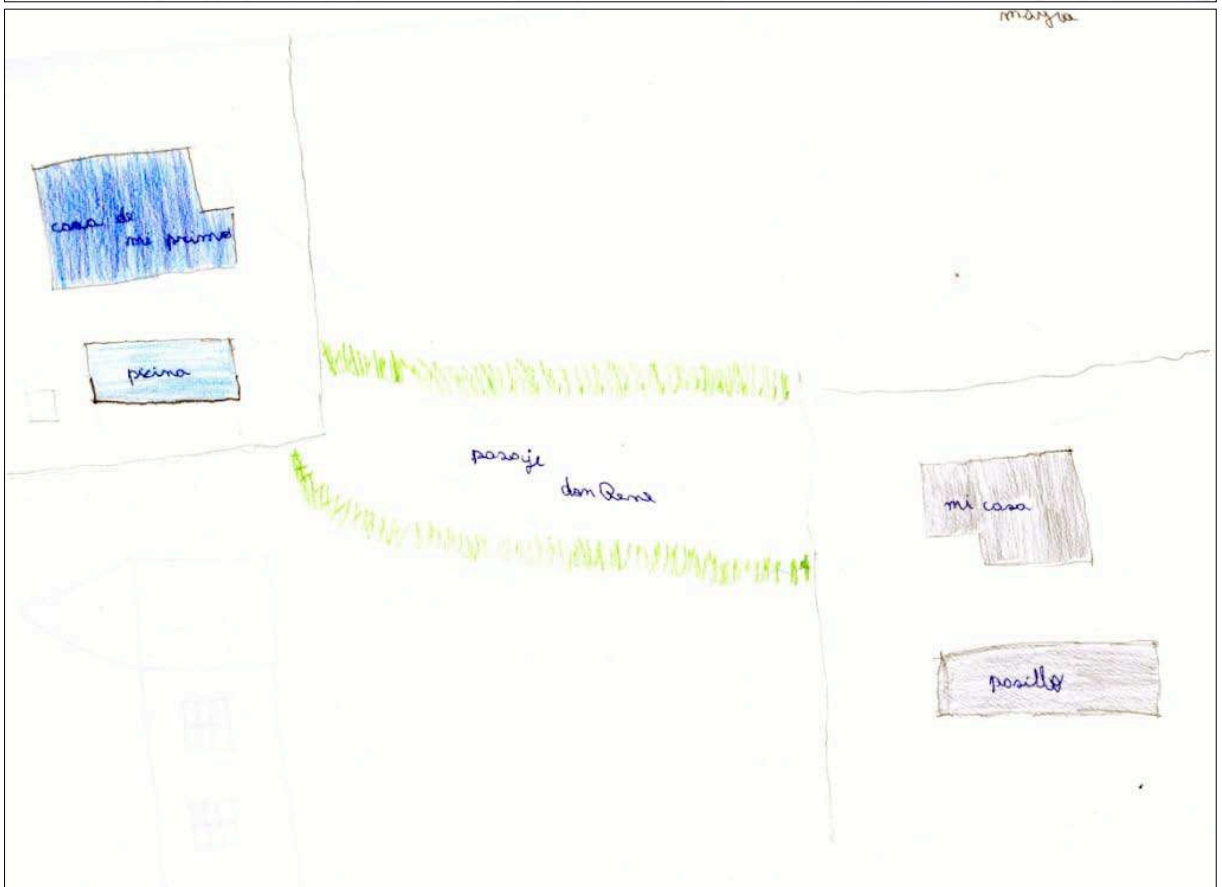 mayra
casa de
mi primo
picina
pasaje
don Rene
mi casa
pasillo